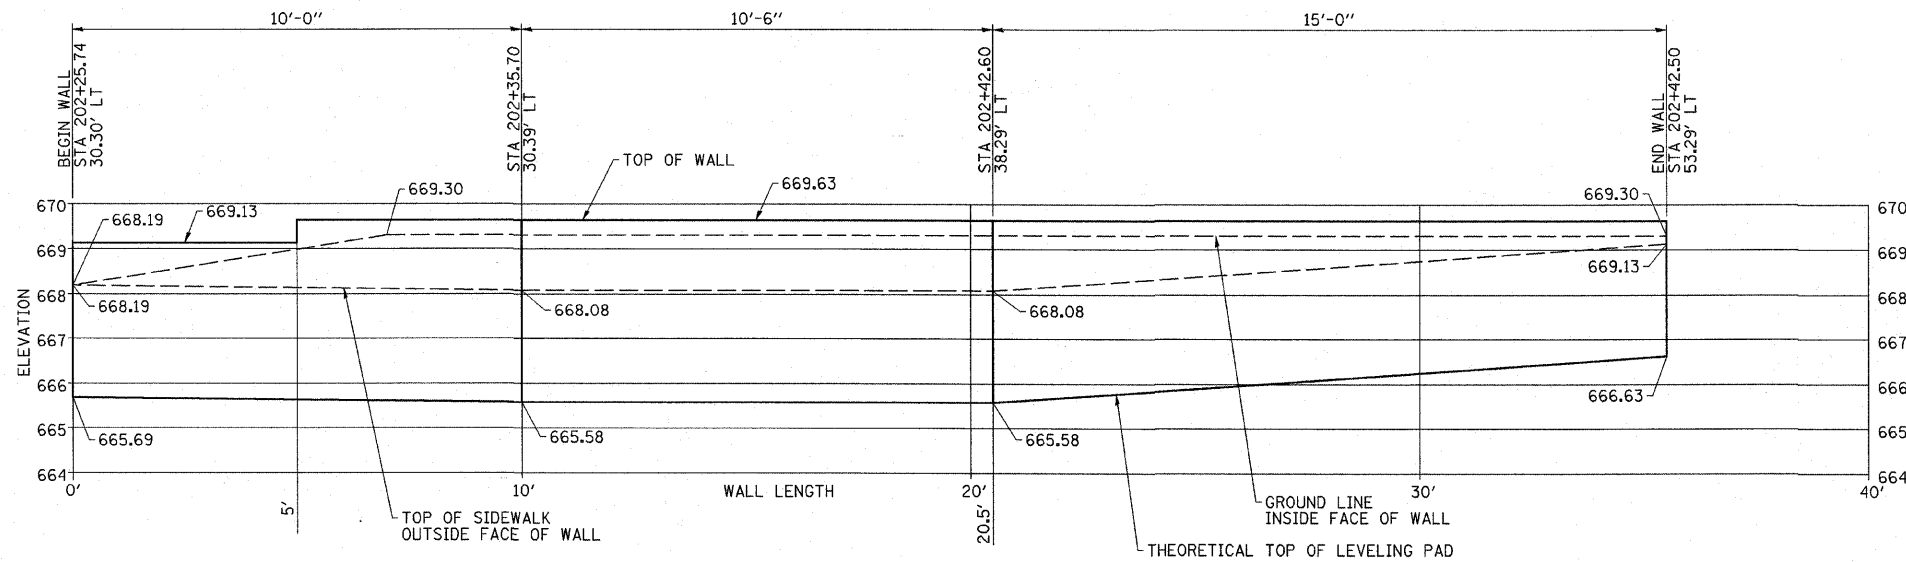 10'-0"
10'-6"
15'-0"
BEGIN WALL
STA 202+25.74
30.30' LT
STA 202+35.70
30.39' LT
STA 202+42.60
38.29' LT
END WALL
STA 202+42.50
53.29' LT
TOP OF WALL
669.63
669.30
669.30
668.19
669.13
670
670
669
669
669.13
668
668
668.19
668.08
668.08
ELEVATION
667
667
666
666
666.63
665
665
665.69
665.58
665.58
664
664
0'
5'
10'
WALL LENGTH
20'
20.5'
30'
40'
TOP OF SIDEWALK
OUTSIDE FACE OF WALL
GROUND LINE
INSIDE FACE OF WALL
THEORETICAL TOP OF LEVELING PAD